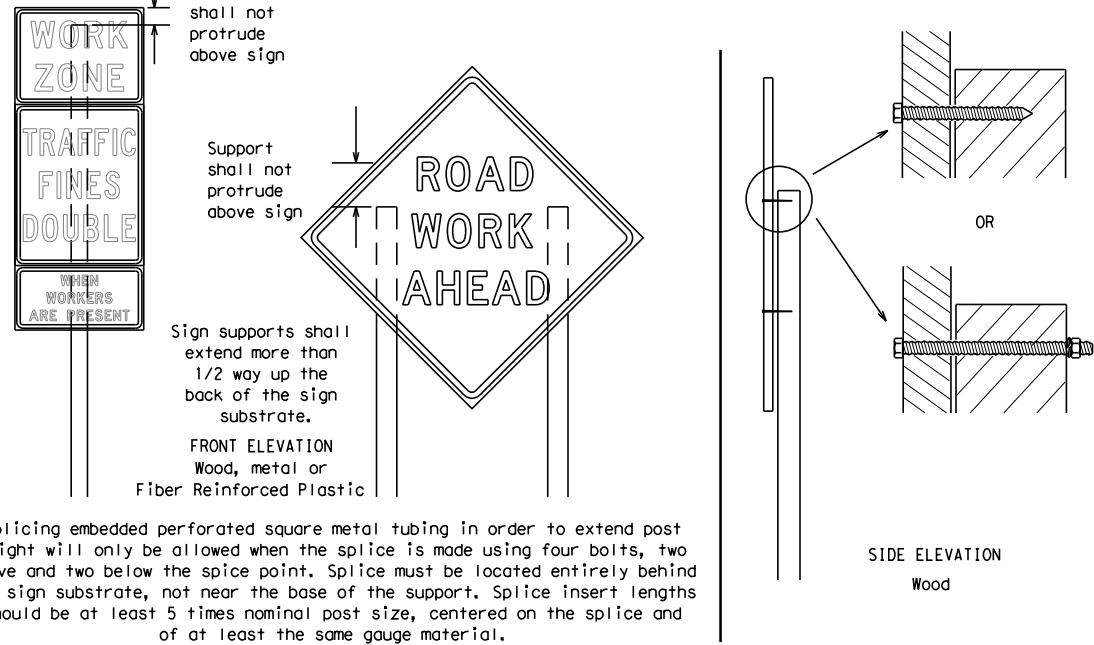 shall not
protrude
above sign
WORK
ZONE
TRAFFIC
FINES
DOUBLE
WHEN
WORKERS
ARE PRESENT
Support
shall not
protrude
above sign
ROAD
WORK
AHEAD
Sign supports shall
extend more than
1/2 way up the
back of the sign
substrate.
FRONT ELEVATION
Wood, metal or
Fiber Reinforced Plastic
OR
SIDE ELEVATION
Wood
plicing embedded perforated square metal tubing in order to extend post
ight will only be allowed when the splice is made using four bolts, two
ve and two below the spice point. Splice must be located entirely behind
sign substrate, not near the base of the support. Splice insert lengths
ould be at least 5 times nominal post size, centered on the splice and
of at least the same gauge material.